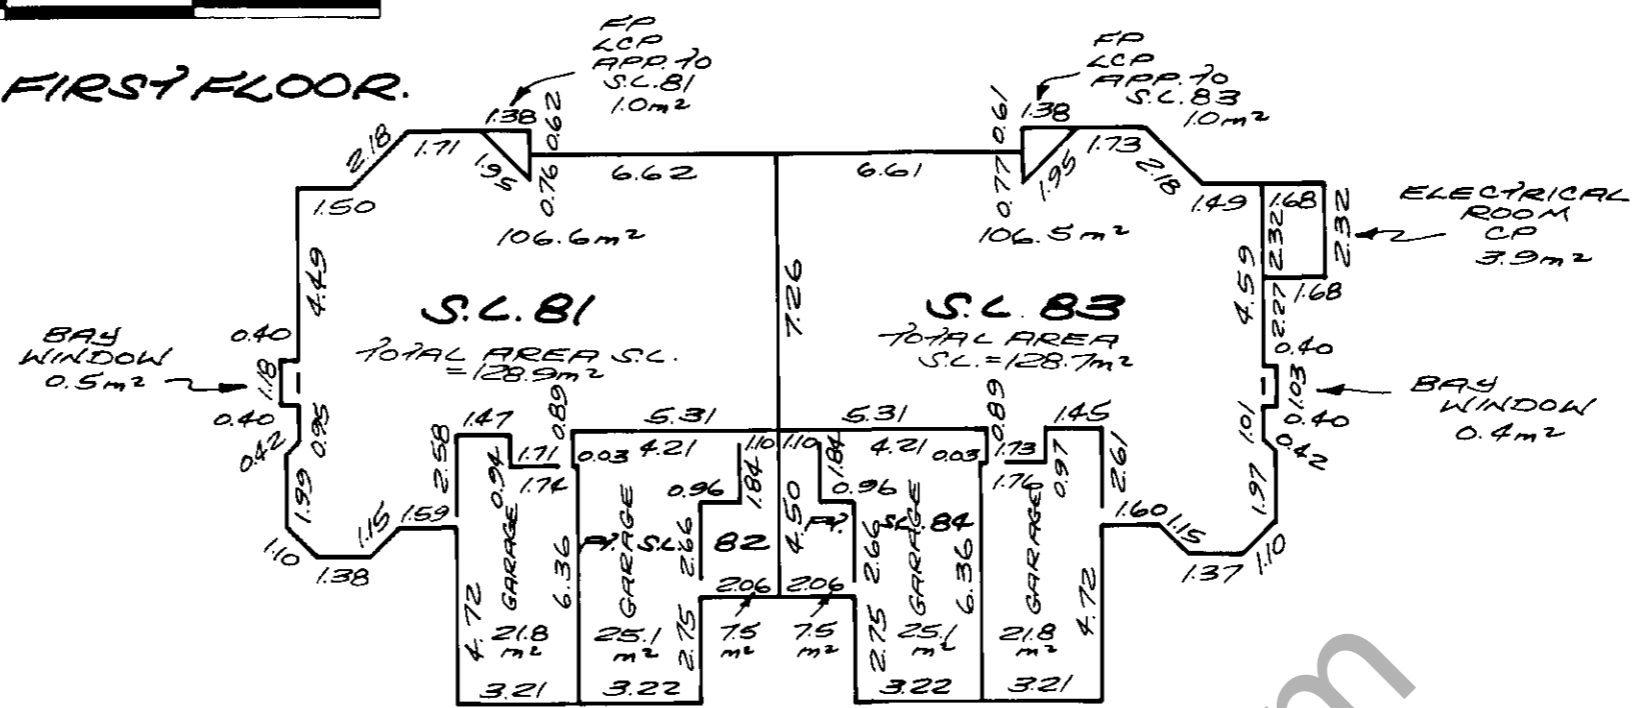 FIRST FLOOR.
FP
LCP
APP. TO
S.L. 81
1.0m²
FP
LCP
APP. TO
S.L. 83
1.0m²
1.38
0.62
0.61
1.38
2.18
1.71
1.95
0.76
6.62
6.61
0.77
1.95
1.73
2.18
1.50
106.6m²
106.5m²
1.49
1.68
2.32
2.32
ELECTRICAL
ROOM
CP
3.9m²
4.49
7.26
4.59
1.68
2.27
S.L. 81
TOTAL AREA S.L.
= 128.9m²
S.L. 83
TOTAL AREA
S.L. = 128.7m²
BAY
WINDOW
0.5m²
0.40
1.18
0.40
0.95
0.42
0.40
1.03
0.40
1.01
0.42
BAY
WINDOW
0.4m²
1.47
0.89
5.31
5.31
0.89
1.45
2.58
0.94
1.71
1.74
0.03
4.21
1.10
1.10
4.21
0.03
1.73
1.76
0.97
2.61
1.84
1.84
0.96
4.50
0.96
1.99
1.10
1.38
1.15
1.59
1.60
1.15
1.37
1.10
1.97
GARAGE
6.36
PT. S.L. 82
GARAGE
2.66
PT. S.L. 84
2.66
GARAGE
6.36
GARAGE
2.06
2.06
4.72
21.8
m²
25.1
m²
2.75
7.5
m²
7.5
m²
2.75
25.1
m²
21.8
m²
4.72
3.21
3.22
3.22
3.21
m